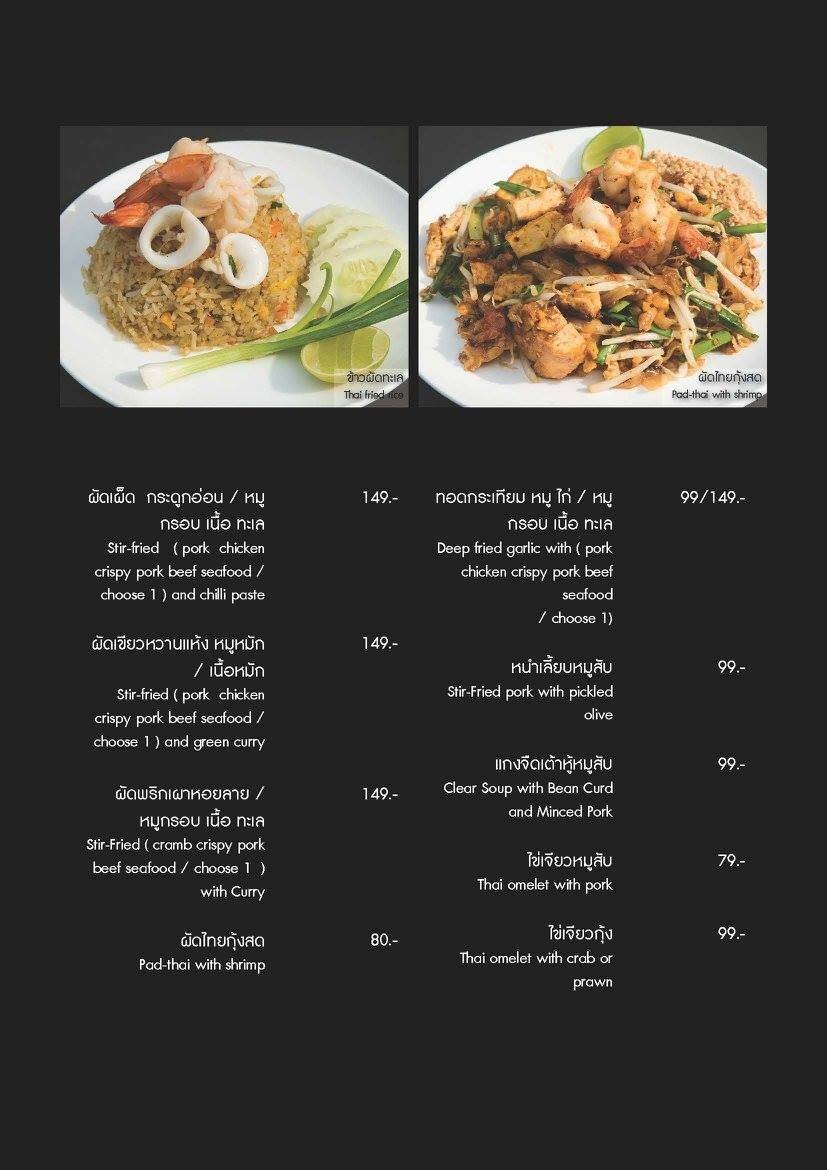 ข้าวผัดทะเล
Thai fried rice
ผัดไทยกุ้งสด
Pad-thai with shrimp
ผัดเผ็ด กระดูกอ่อน / หมู 149.-
กรอบ เนื้อ ทะเล
Stir-fried ( pork chicken
crispy pork beef seafood /
choose 1 ) and chilli paste
ผัดเขียวหวานแห้ง หมูหมัก 149.-
/ เนื้อหมัก
Stir-fried ( pork chicken
crispy pork beef seafood /
choose 1 ) and green curry
ผัดพริกเผาหอยลาย / 149.-
หมูกรอบ เนื้อ ทะเล
Stir-Fried ( cramb crispy pork
beef seafood / choose 1 )
with Curry
ผัดไทยกุ้งสด 80.-
Pad-thai with shrimp
ทอดกระเทียม หมู ไก่ / หมู 99/149.-
กรอบ เนื้อ ทะเล
Deep fried garlic with ( pork
chicken crispy pork beef
seafood
/ choose 1)
หนำเลี้ยบหมูสับ 99.-
Stir-Fried pork with pickled
olive
แกงจืดเต้าหู้หมูสับ 99.-
Clear Soup with Bean Curd
and Minced Pork
ไข่เจียวหมูสับ 79.-
Thai omelet with pork
ไข่เจียวกุ้ง 99.-
Thai omelet with crab or
prawn